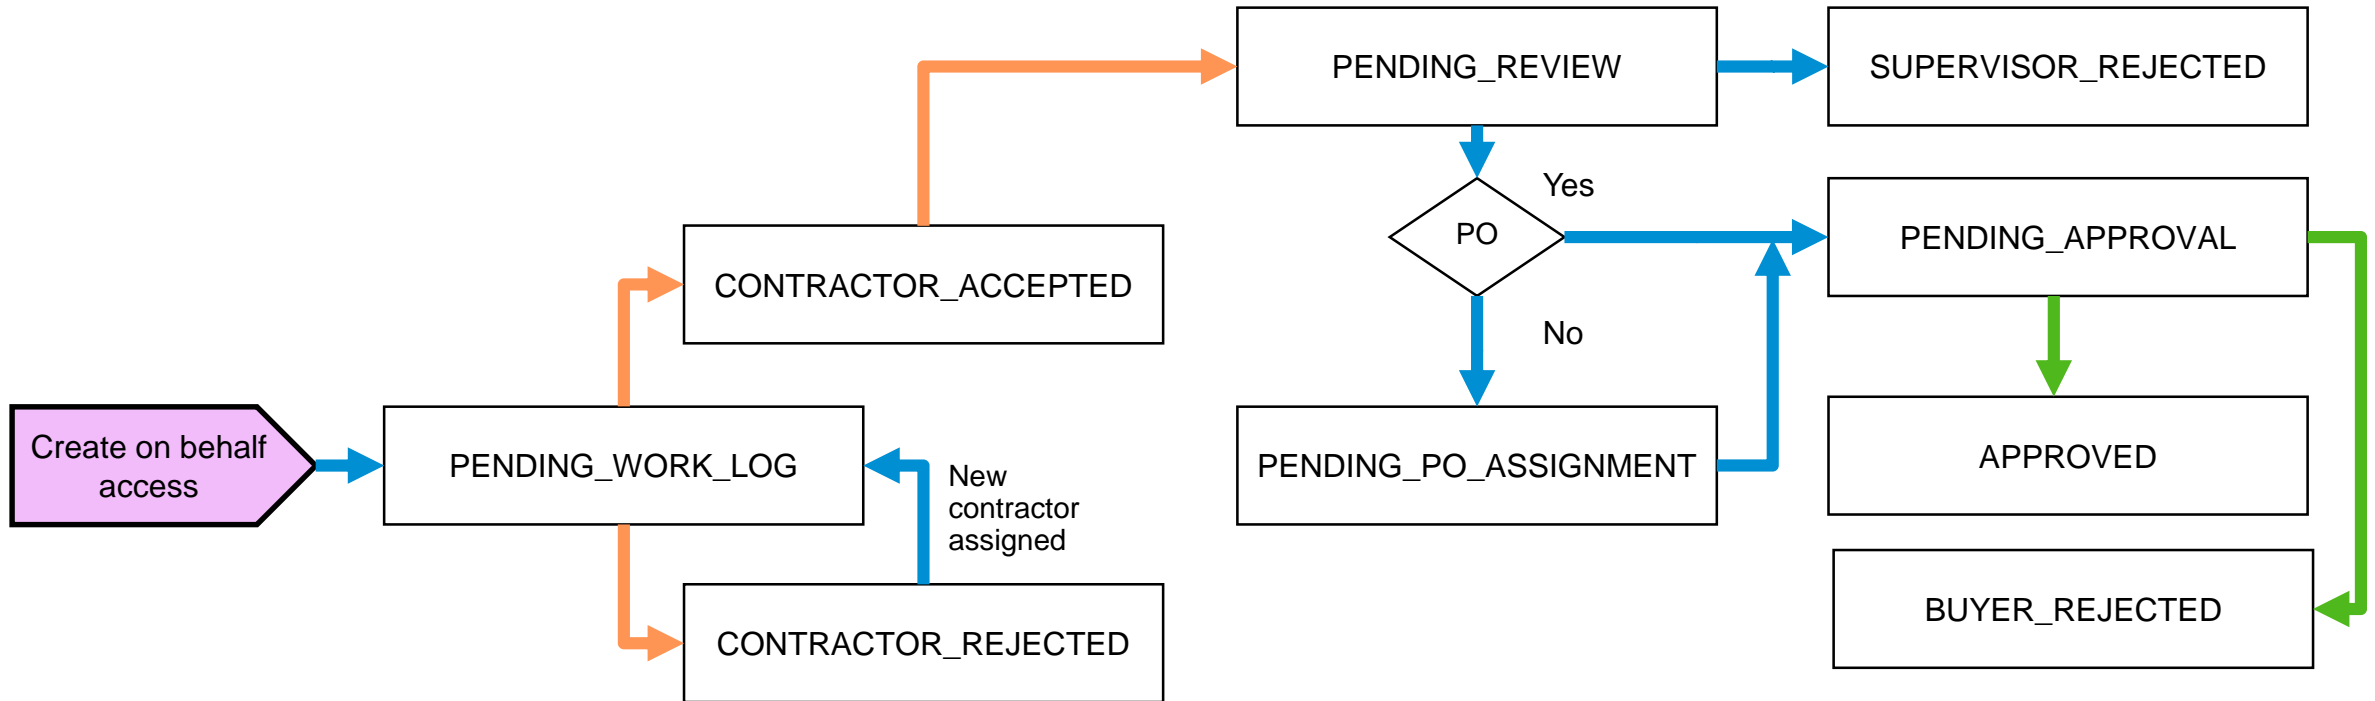 PENDING_REVIEW
SUPERVISOR_REJECTED
Yes
PO
PENDING_APPROVAL
CONTRACTOR_ACCEPTED
No
Create on behalf
access
PENDING_WORK_LOG
New
contractor
assigned
PENDING_PO_ASSIGNMENT
APPROVED
CONTRACTOR_REJECTED
BUYER_REJECTED